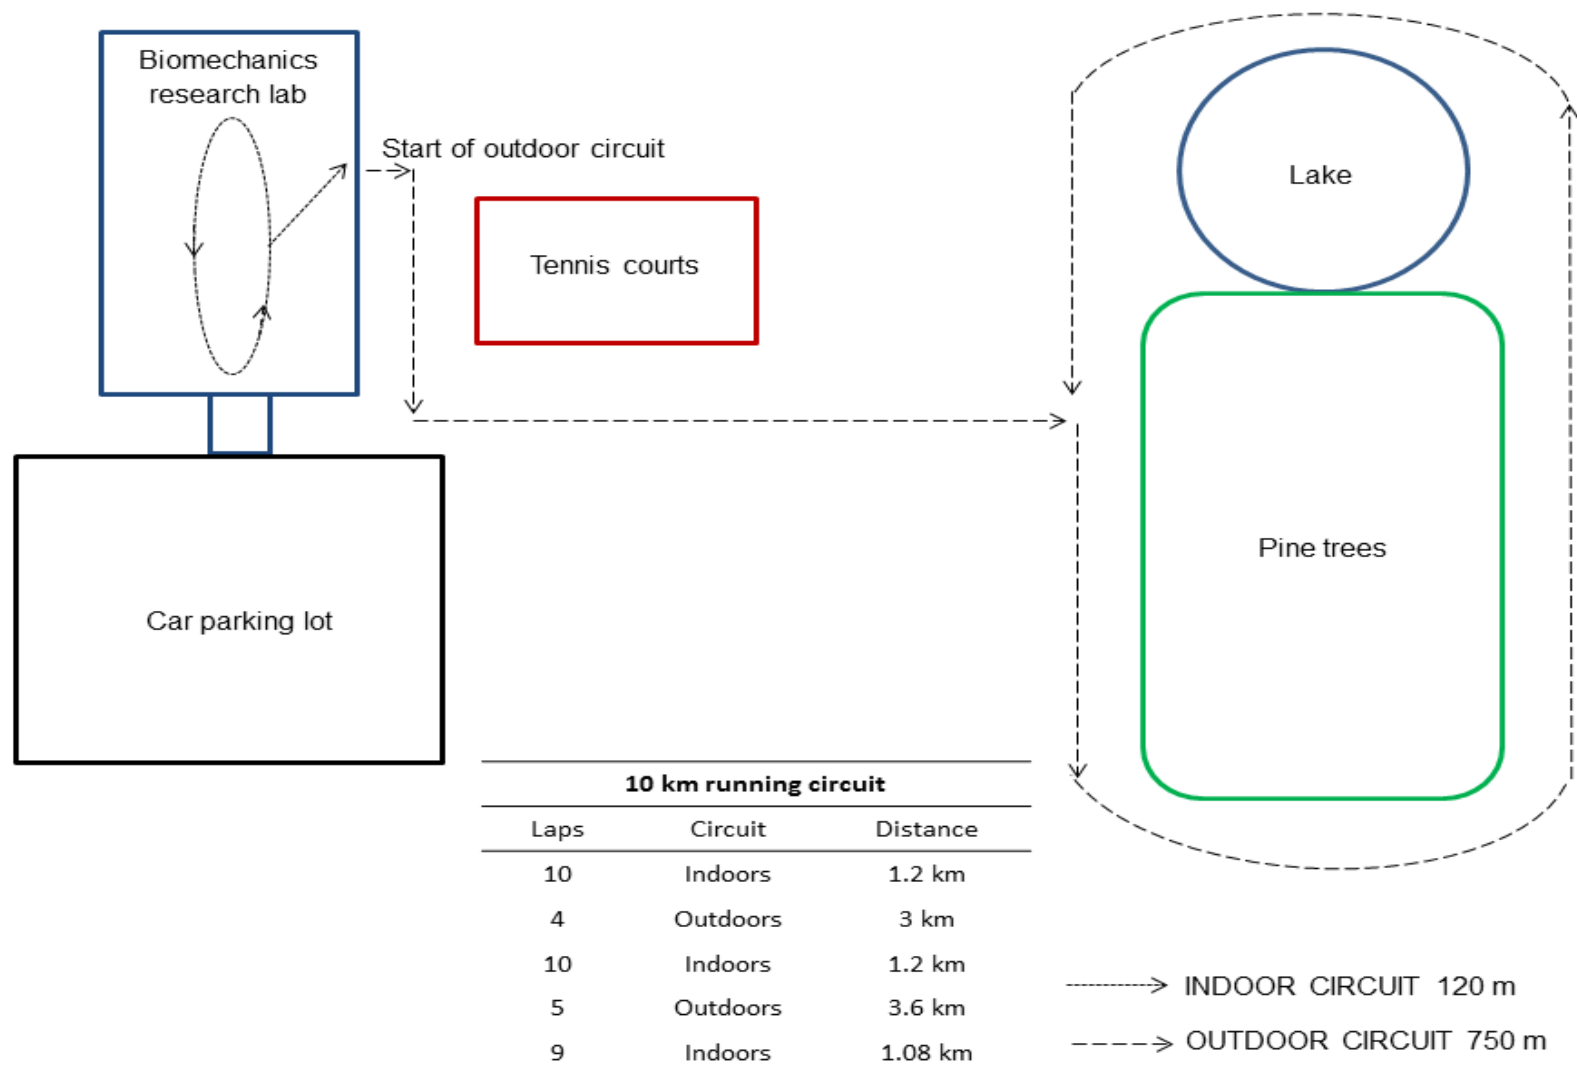 Biomechanics
research lab
Start of outdoor circuit
Tennis courts
Lake
Pine trees
Car parking lot
10 km running circuit
Laps Circuit Distance
10 Indoors 1.2 km
4 Outdoors 3 km
10 Indoors 1.2 km
5 Outdoors 3.6 km
9 Indoors 1.08 km
INDOOR CIRCUIT 120 m
OUTDOOR CIRCUIT 750 m